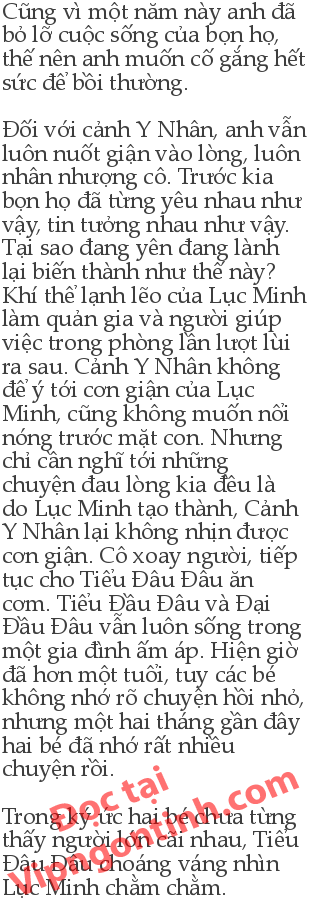 Cũng vì một năm này anh đã
bỏ lỡ cuộc sống của bọn họ,
thế nên anh muốn cố gắng hết
sức để bồi thường.

Đối với cảnh Y Nhân, anh vẫn
luôn nuốt giận vào lòng, luôn
nhân nhượng cô. Trước kia
bọn họ đã từng yêu nhau như
vậy, tin tưởng nhau như vậy.
Tại sao đang yên đang lành
lại biến thành như thế này?
Khí thể lạnh lẽo của Lục Minh
làm quản gia và người giúp
việc trong phòng lần lượt lùi
ra sau. Cảnh Y Nhân không
để ý tới cơn giận của Lục
Minh, cũng không muốn nổi
nóng trước mặt con. Nhưng
chỉ cần nghĩ tới những
chuyện đau lòng kia đều là
do Lục Minh tạo thành, Cảnh
Y Nhân lại không nhịn được
cơn giận. Cô xoay người, tiếp
tục cho Tiểu Đâu Đâu ăn
cơm. Tiểu Đầu Đâu và Đại
Đầu Đâu vẫn luôn sống trong
một gia đình ấm áp. Hiện giờ
đã hơn một tuổi, tuy các bé
không nhớ rõ chuyện hồi nhỏ,
nhưng một hai tháng gần đây
hai bé đã nhớ rất nhiều
chuyện rồi.

Trong ký ức hai bé chưa từng
thấy người lớn cãi nhau, Tiểu
Đâu Đâu choáng váng nhìn
Lục Minh chằm chằm.
Đọc tại
Vipngontinh.com